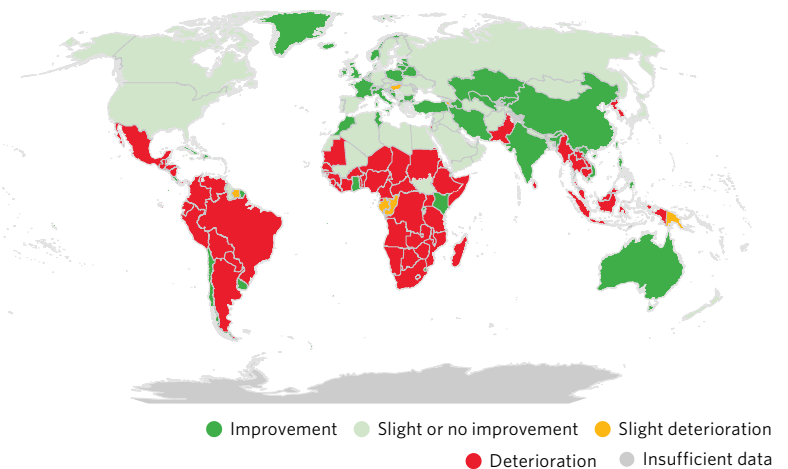 Improvement Slight or no improvement Slight deterioration
Deterioration Insufficient data